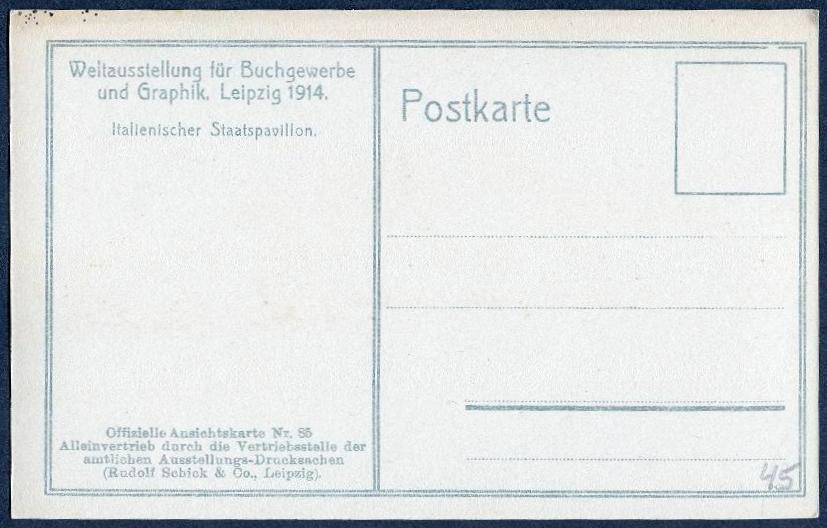 Weltausstellung für Buchgewerbe
und Graphik, Leipzig 1914.
Italienischer Staatspavillon.
Postkarte
Offizielle Ansichtskarte Nr. 85
Alleinvertrieb durch die Vertriebsstelle der
amtlichen Ausstellungs-Drucksachen
(Rudolf Schick & Co., Leipzig).
45